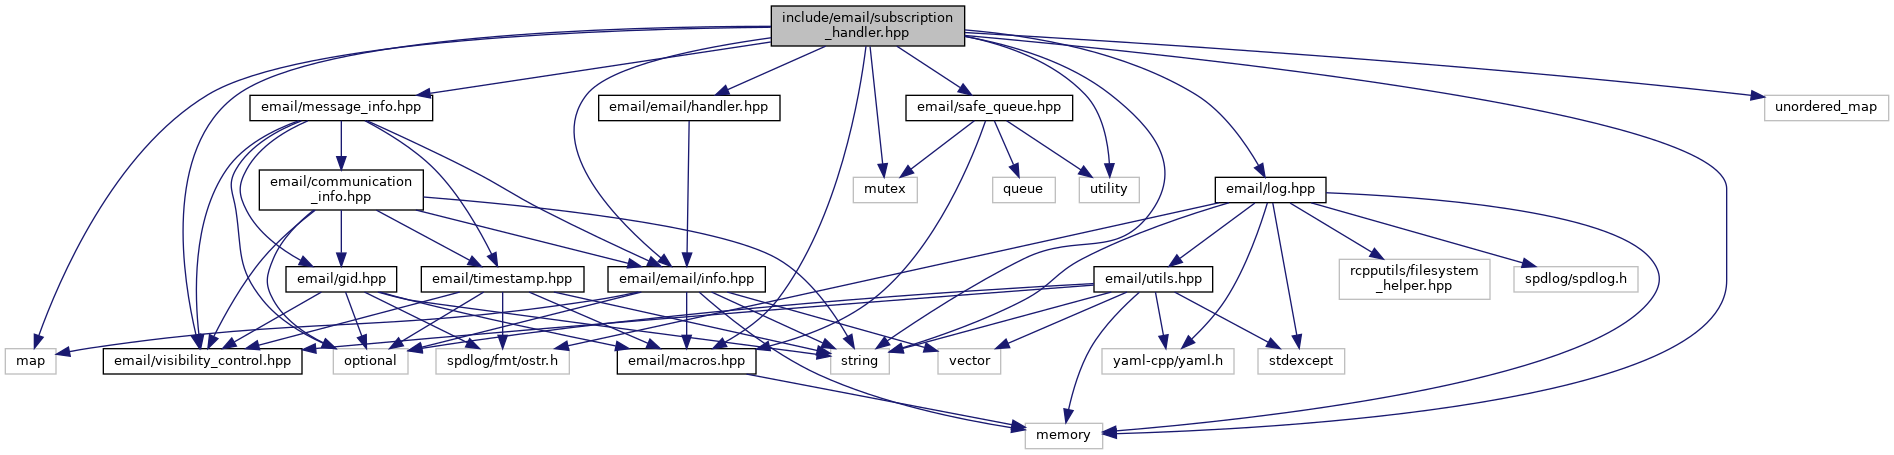 include/email/subscription
_handler.hpp
email/message_info.hpp
email/email/handler.hpp
email/safe_queue.hpp
unordered_map
email/communication
_info.hpp
mutex
queue
utility
email/log.hpp
email/gid.hpp
email/timestamp.hpp
email/email/info.hpp
email/utils.hpp
rcpputils/filesystem
_helper.hpp
spdlog/spdlog.h
map
email/visibility_control.hpp
optional
spdlog/fmt/ostr.h
email/macros.hpp
string
vector
yaml-cpp/yaml.h
stdexcept
memory